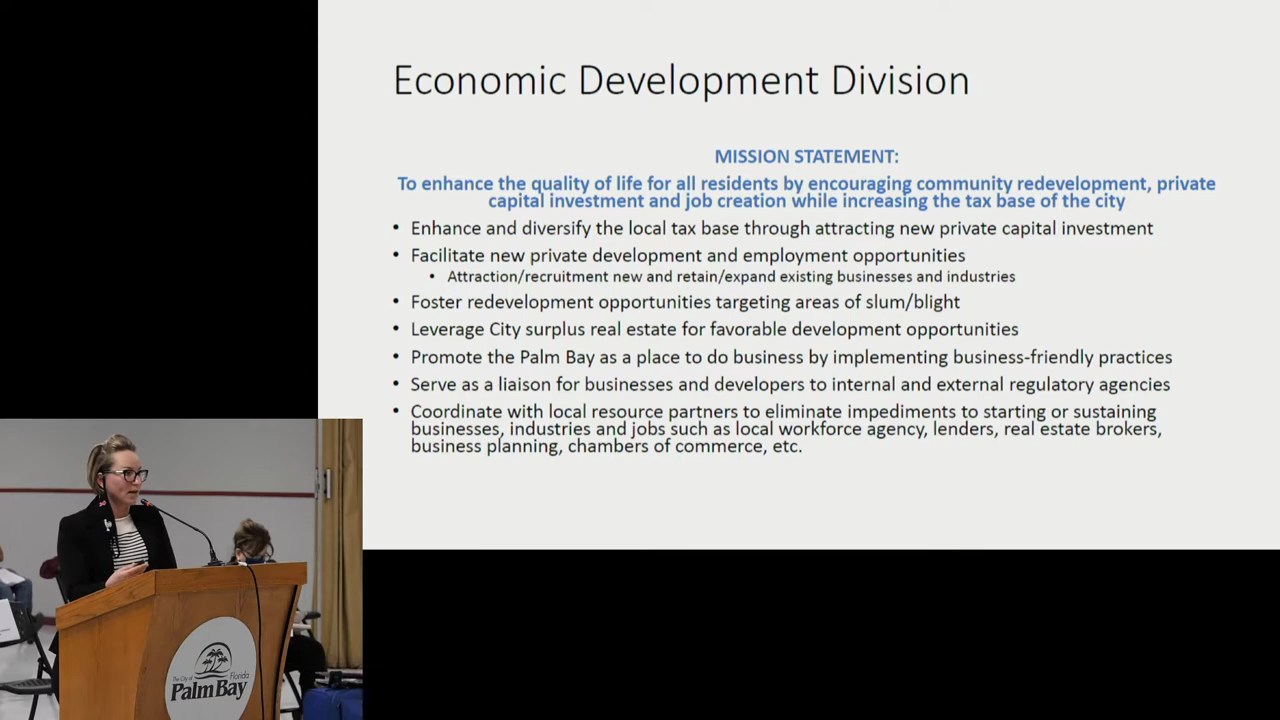 Economic Development Division
MISSION STATEMENT:
To enhance the quality of life for all residents by encouraging community redevelopment, private
capital investment and job creation while increasing the tax base of the city
• Enhance and diversify the local tax base through attracting new private capital investment
• Facilitate new private development and employment opportunities
• Attraction/recruitment new and retain/expand existing businesses and industries
• Foster redevelopment opportunities targeting areas of slum/blight
• Leverage City surplus real estate for favorable development opportunities
• Promote the Palm Bay as a place to do business by implementing business-friendly practices
• Serve as a liaison for businesses and developers to internal and external regulatory agencies
• Coordinate with local resource partners to eliminate impediments to starting or sustaining
businesses, industries and jobs such as local workforce agency, lenders, real estate brokers,
business planning, chambers of commerce, etc.
The City of
Florida
Palm Bay